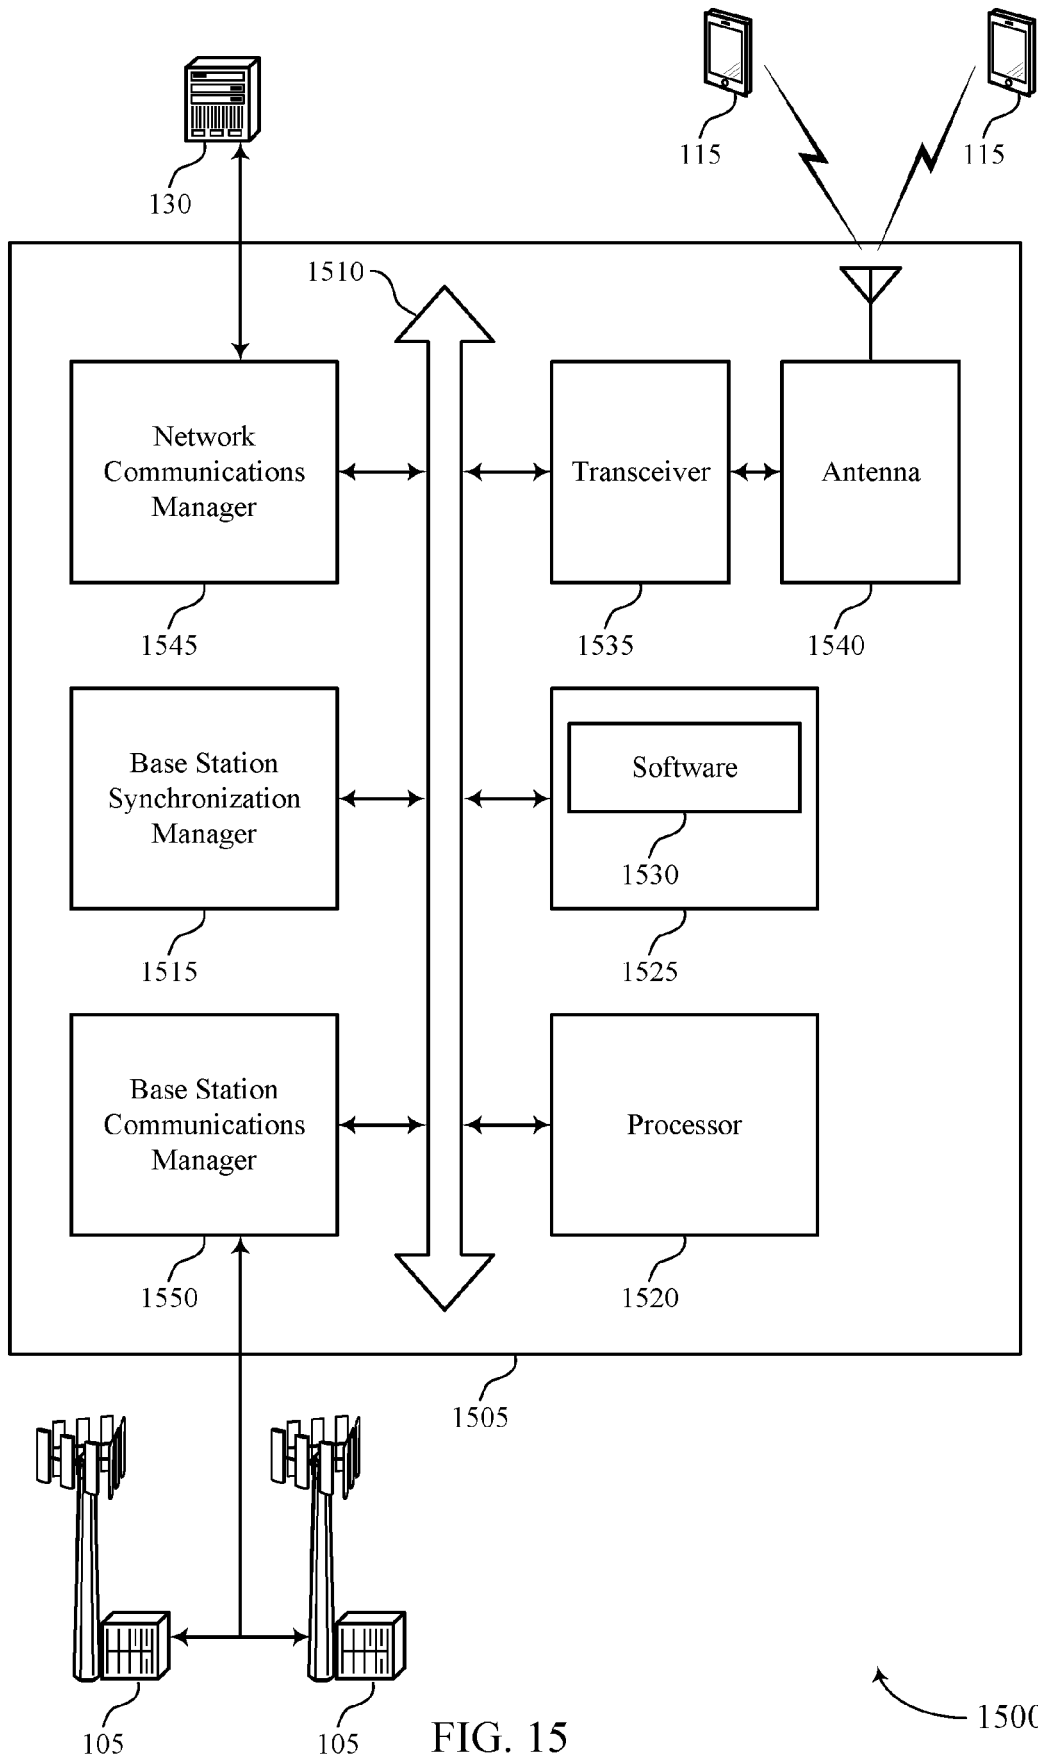 130
115
115
1510
Network
Communications
Manager
Transceiver
Antenna
1545
1535
1540
Base Station
Synchronization
Manager
Software
1530
1515
1525
Base Station
Communications
Manager
Processor
1550
1520
1505
105
105
FIG. 15
1500